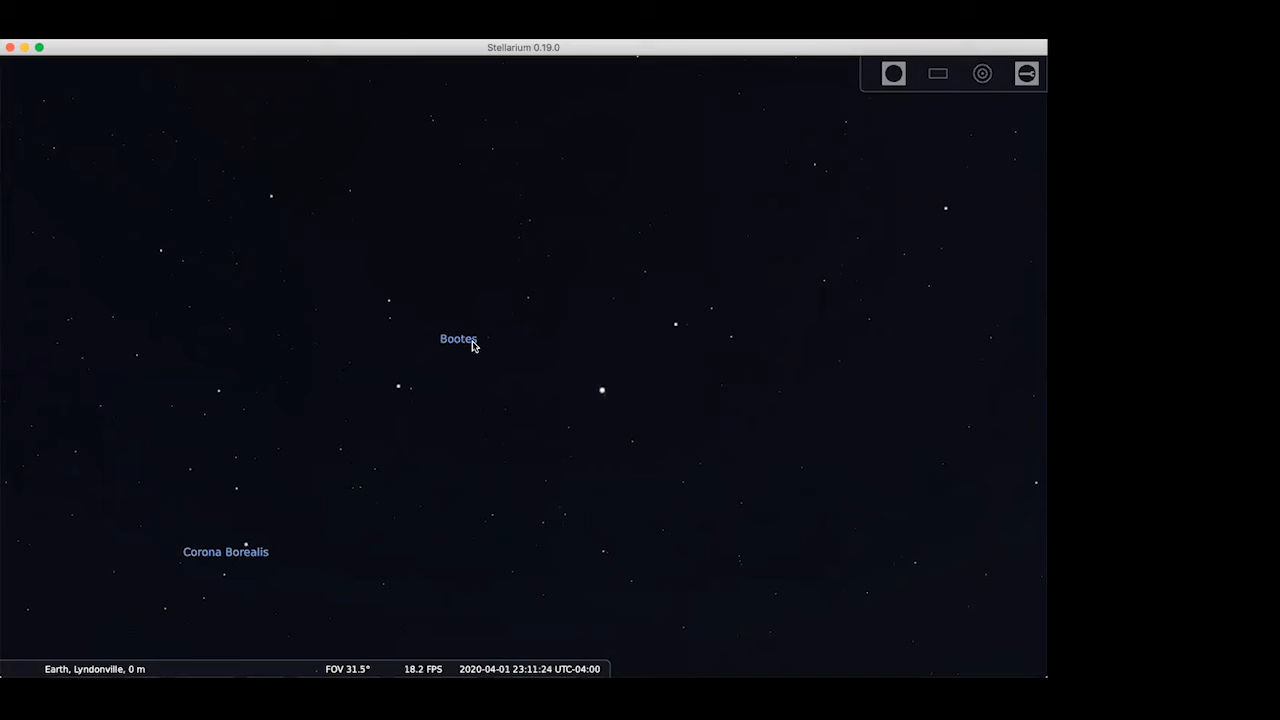 Stellarium 0.19.0
Bootes
Corona Borealis
Earth, Lyndonville, 0 m FOV 31.5° 18.2 FPS 2020-04-01 23:11:24 UTC-04:00